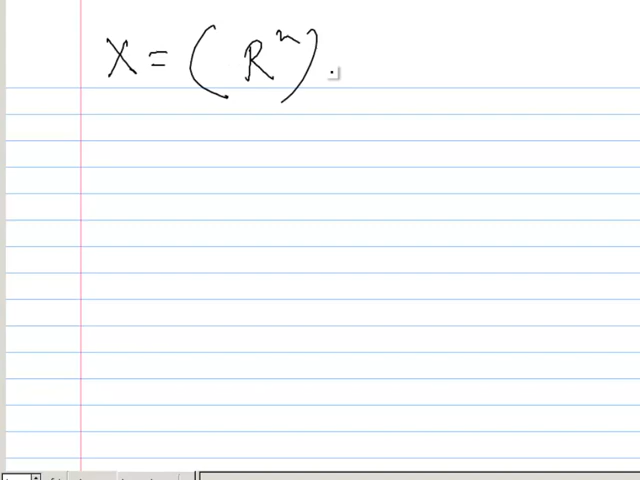 X = (R^n).